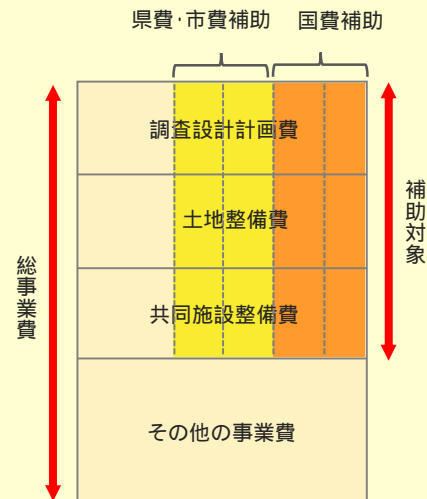 県費·市費補助
国費補助
調査設計計画費
土地整備費
共同施設整備費
その他の事業費
総事業費
補助対象